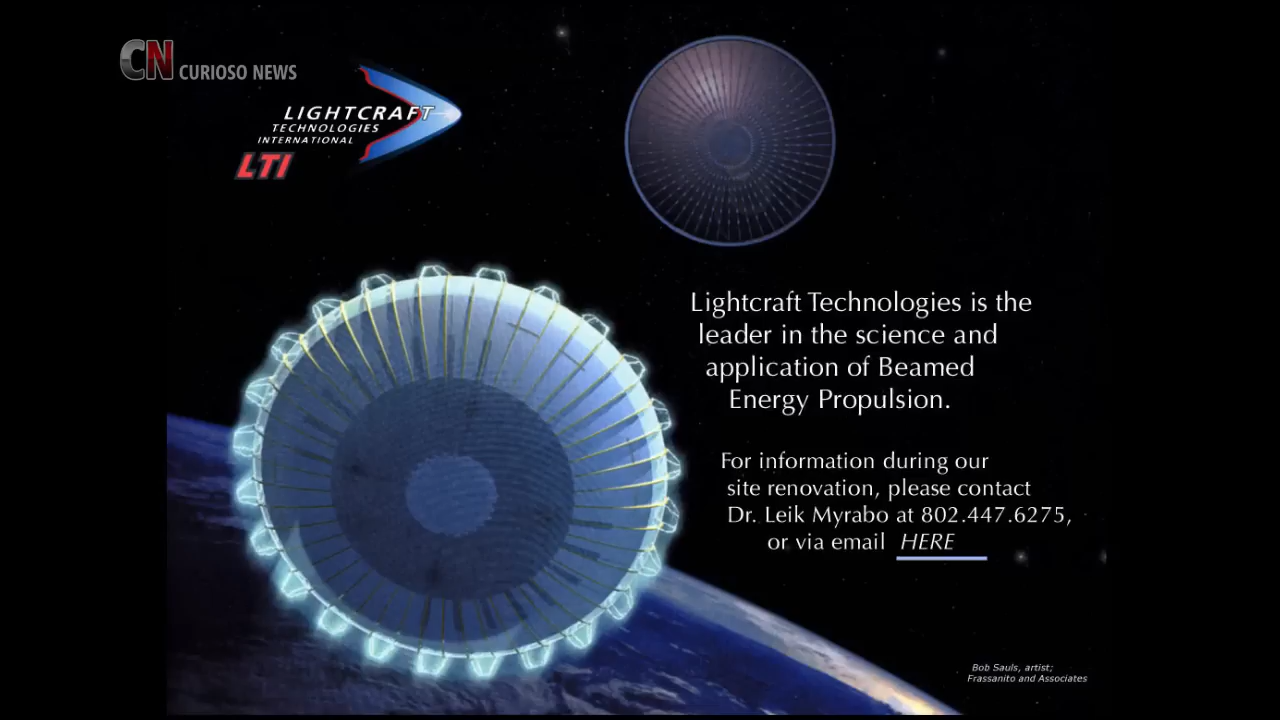 CN CURIOSO NEWS
LIGHTCRAFT
TECHNOLOGIES
INTERNATIONAL
LTI
Lightcraft Technologies is the
leader in the science and
application of Beamed
Energy Propulsion.
For information during our
site renovation, please contact
Dr. Leik Myrabo at 802.447.6275,
or via email HERE
Bob Sauls, artist;
Frassanito and Associates